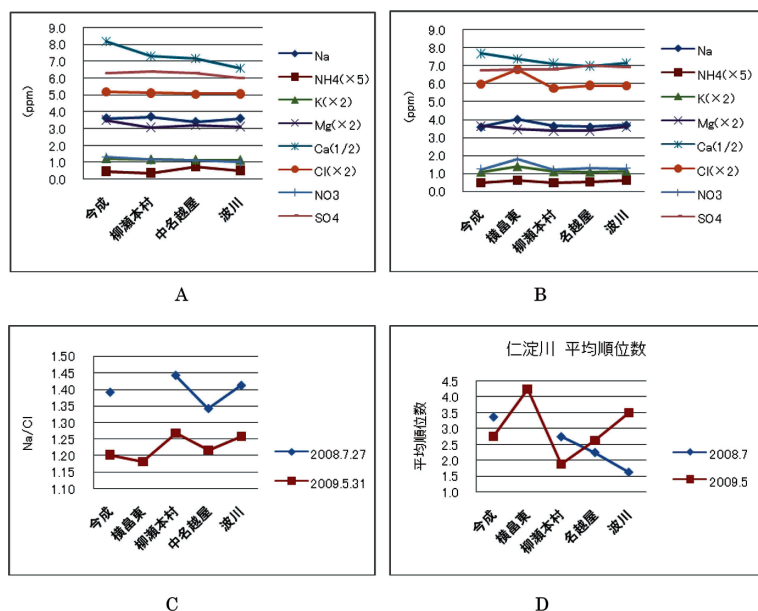 9.0
8.0
7.0
6.0
5.0
4.0
3.0
2.0
1.0
0.0
(ppm)
今成
柳瀬本村
中名越屋
波川
Na
NH4(×5)
K(×2)
Mg(×2)
Ca(1/2)
Cl(×2)
NO3
SO4
A
9.0
8.0
7.0
6.0
5.0
4.0
3.0
2.0
1.0
0.0
(ppm)
今成
横畠東
柳瀬本村
名越屋
波川
Na
NH4(×5)
K(×2)
Mg(×2)
Ca(1/2)
Cl(×2)
NO3
SO4
B
1.50
1.45
1.40
1.35
1.30
1.25
1.20
1.15
1.10
Na/Cl
今成
横畠東
柳瀬本村
中名越屋
波川
2008.7.27
2009.5.31
C
仁淀川 平均順位数
4.5
4.0
3.5
3.0
2.5
2.0
1.5
1.0
平均順位数
今成
横畠東
柳瀬本村
名越屋
波川
2008.7
2009.5
D